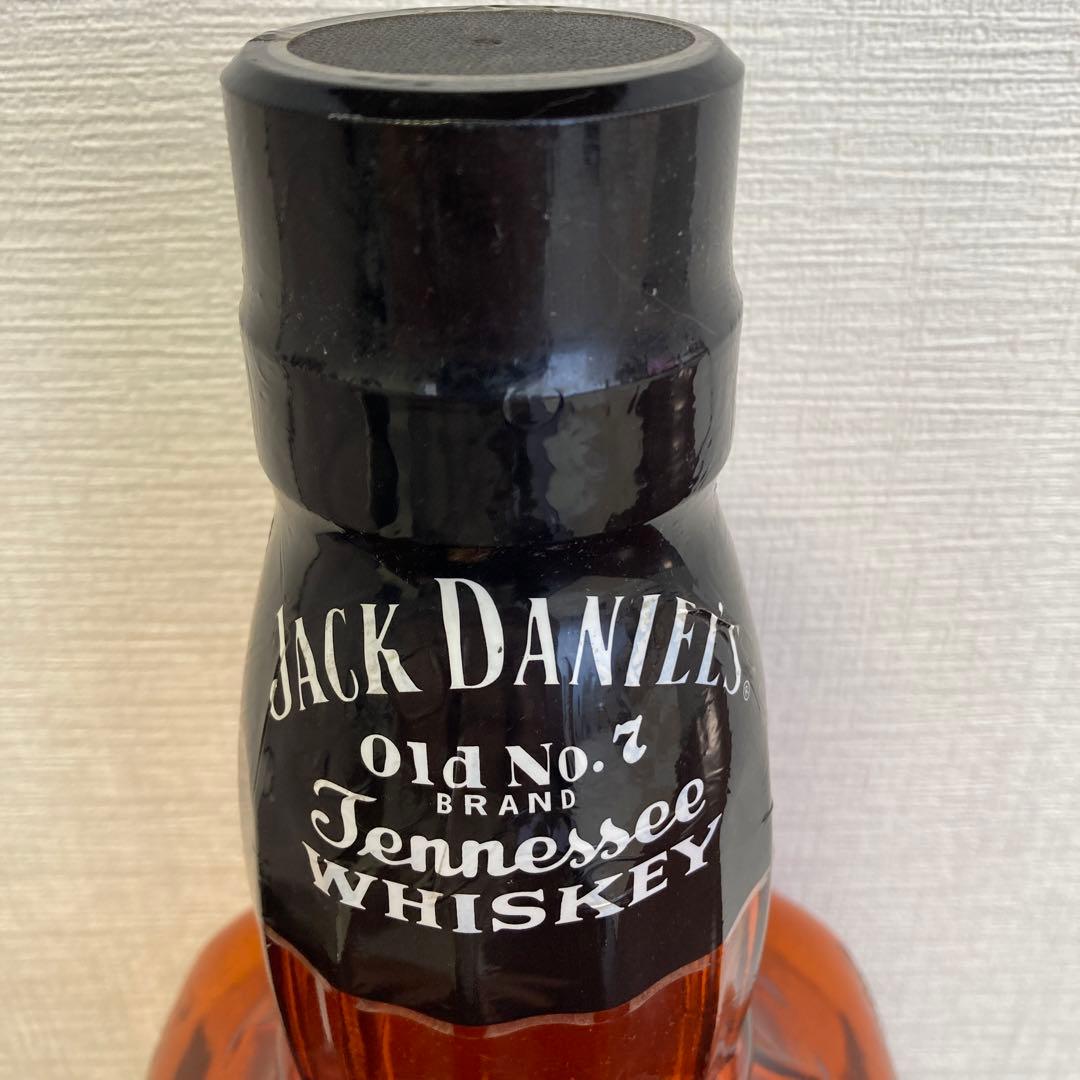 JACK DANIEL'S®
Old No. 7
BRAND
Tennessee
WHISKEY